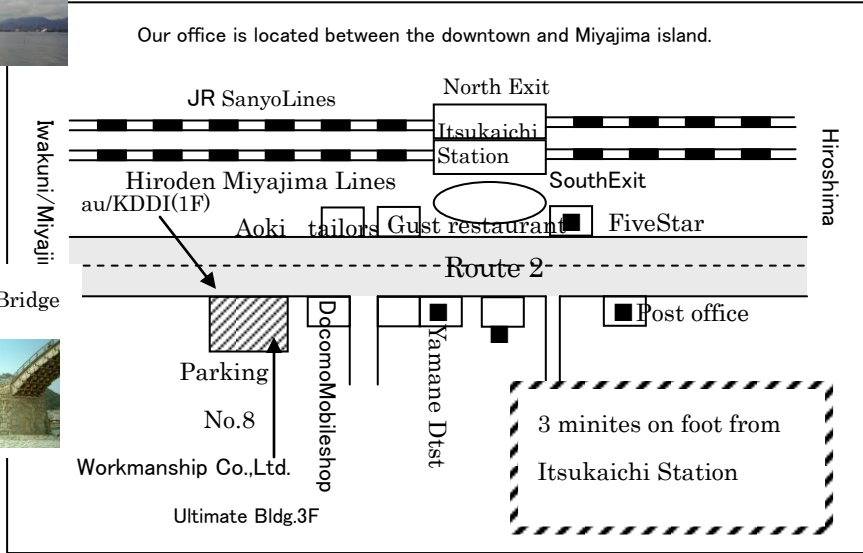 Our office is located between the downtown and Miyajima island.
North Exit
JR SanyoLines
Itsukaichi
Station
Iwakuni/Miyaji
Hiroshima
Hiroden Miyajima Lines
SouthExit
au/KDDI(1F)
Aoki tailors
Gust restaurant
FiveStar
Route 2
Bridge
DocomoMobileshop
Yamane Dtst
Post office
Parking
No.8
Workmanship Co.,Ltd.
Ultimate Bldg.3F
3 minites on foot from
Itsukaichi Station